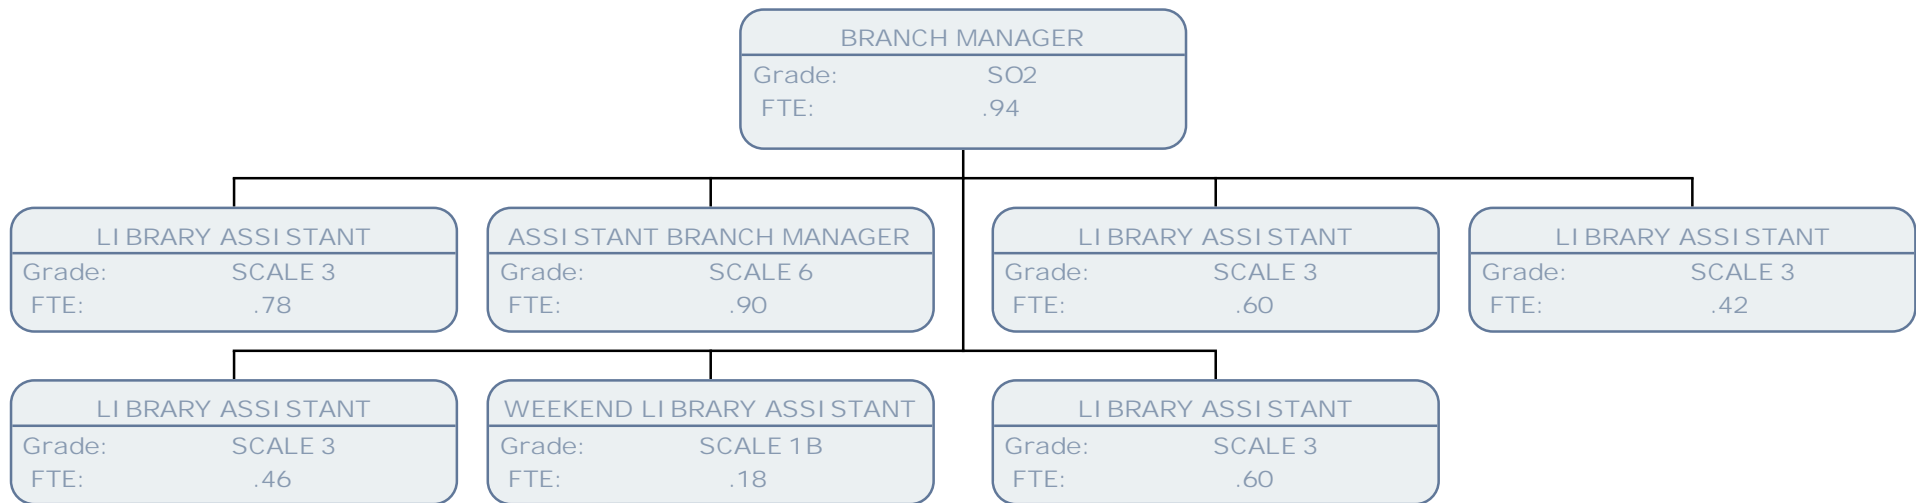 BRANCH MANAGER
Grade: SO2
FTE: .94
LIBRARY ASSISTANT
Grade: SCALE 3
FTE: .78
ASSISTANT BRANCH MANAGER
Grade: SCALE 6
FTE: .90
LIBRARY ASSISTANT
Grade: SCALE 3
FTE: .60
LIBRARY ASSISTANT
Grade: SCALE 3
FTE: .42
LIBRARY ASSISTANT
Grade: SCALE 3
FTE: .46
WEEKEND LIBRARY ASSISTANT
Grade: SCALE 1B
FTE: .18
LIBRARY ASSISTANT
Grade: SCALE 3
FTE: .60